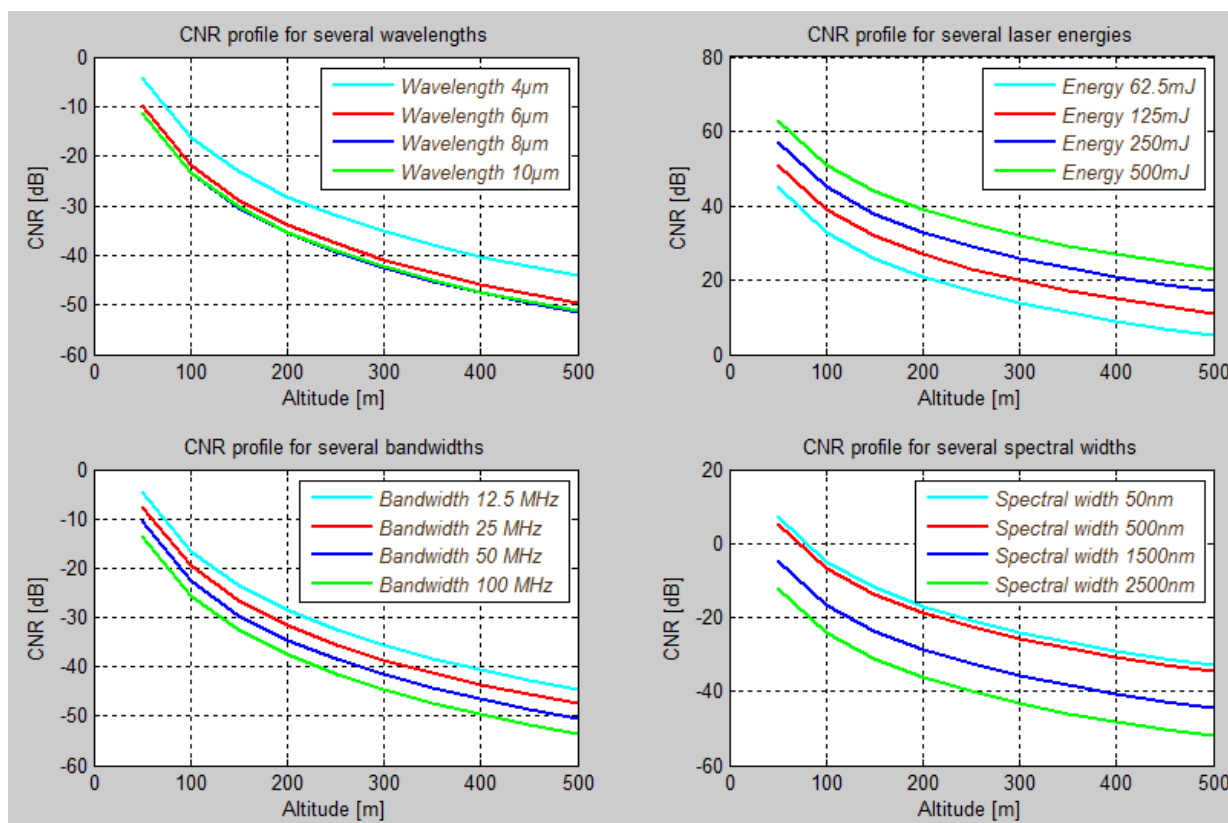 CNR profile for several wavelengths
0
-10
-20
-30
-40
-50
-60
CNR [dB]
Wavelength 4µm
Wavelength 6µm
Wavelength 8µm
Wavelength 10µm
0 100 200 300 400 500
Altitude [m]
CNR profile for several laser energies
80
60
40
20
0
CNR [dB]
Energy 62.5mJ
Energy 125mJ
Energy 250mJ
Energy 500mJ
0 100 200 300 400 500
Altitude [m]
CNR profile for several bandwidths
0
-10
-20
-30
-40
-50
-60
CNR [dB]
Bandwidth 12.5 MHz
Bandwidth 25 MHz
Bandwidth 50 MHz
Bandwidth 100 MHz
0 100 200 300 400 500
Altitude [m]
CNR profile for several spectral widths
20
0
-20
-40
-60
CNR [dB]
Spectral width 50nm
Spectral width 500nm
Spectral width 1500nm
Spectral width 2500nm
0 100 200 300 400 500
Altitude [m]